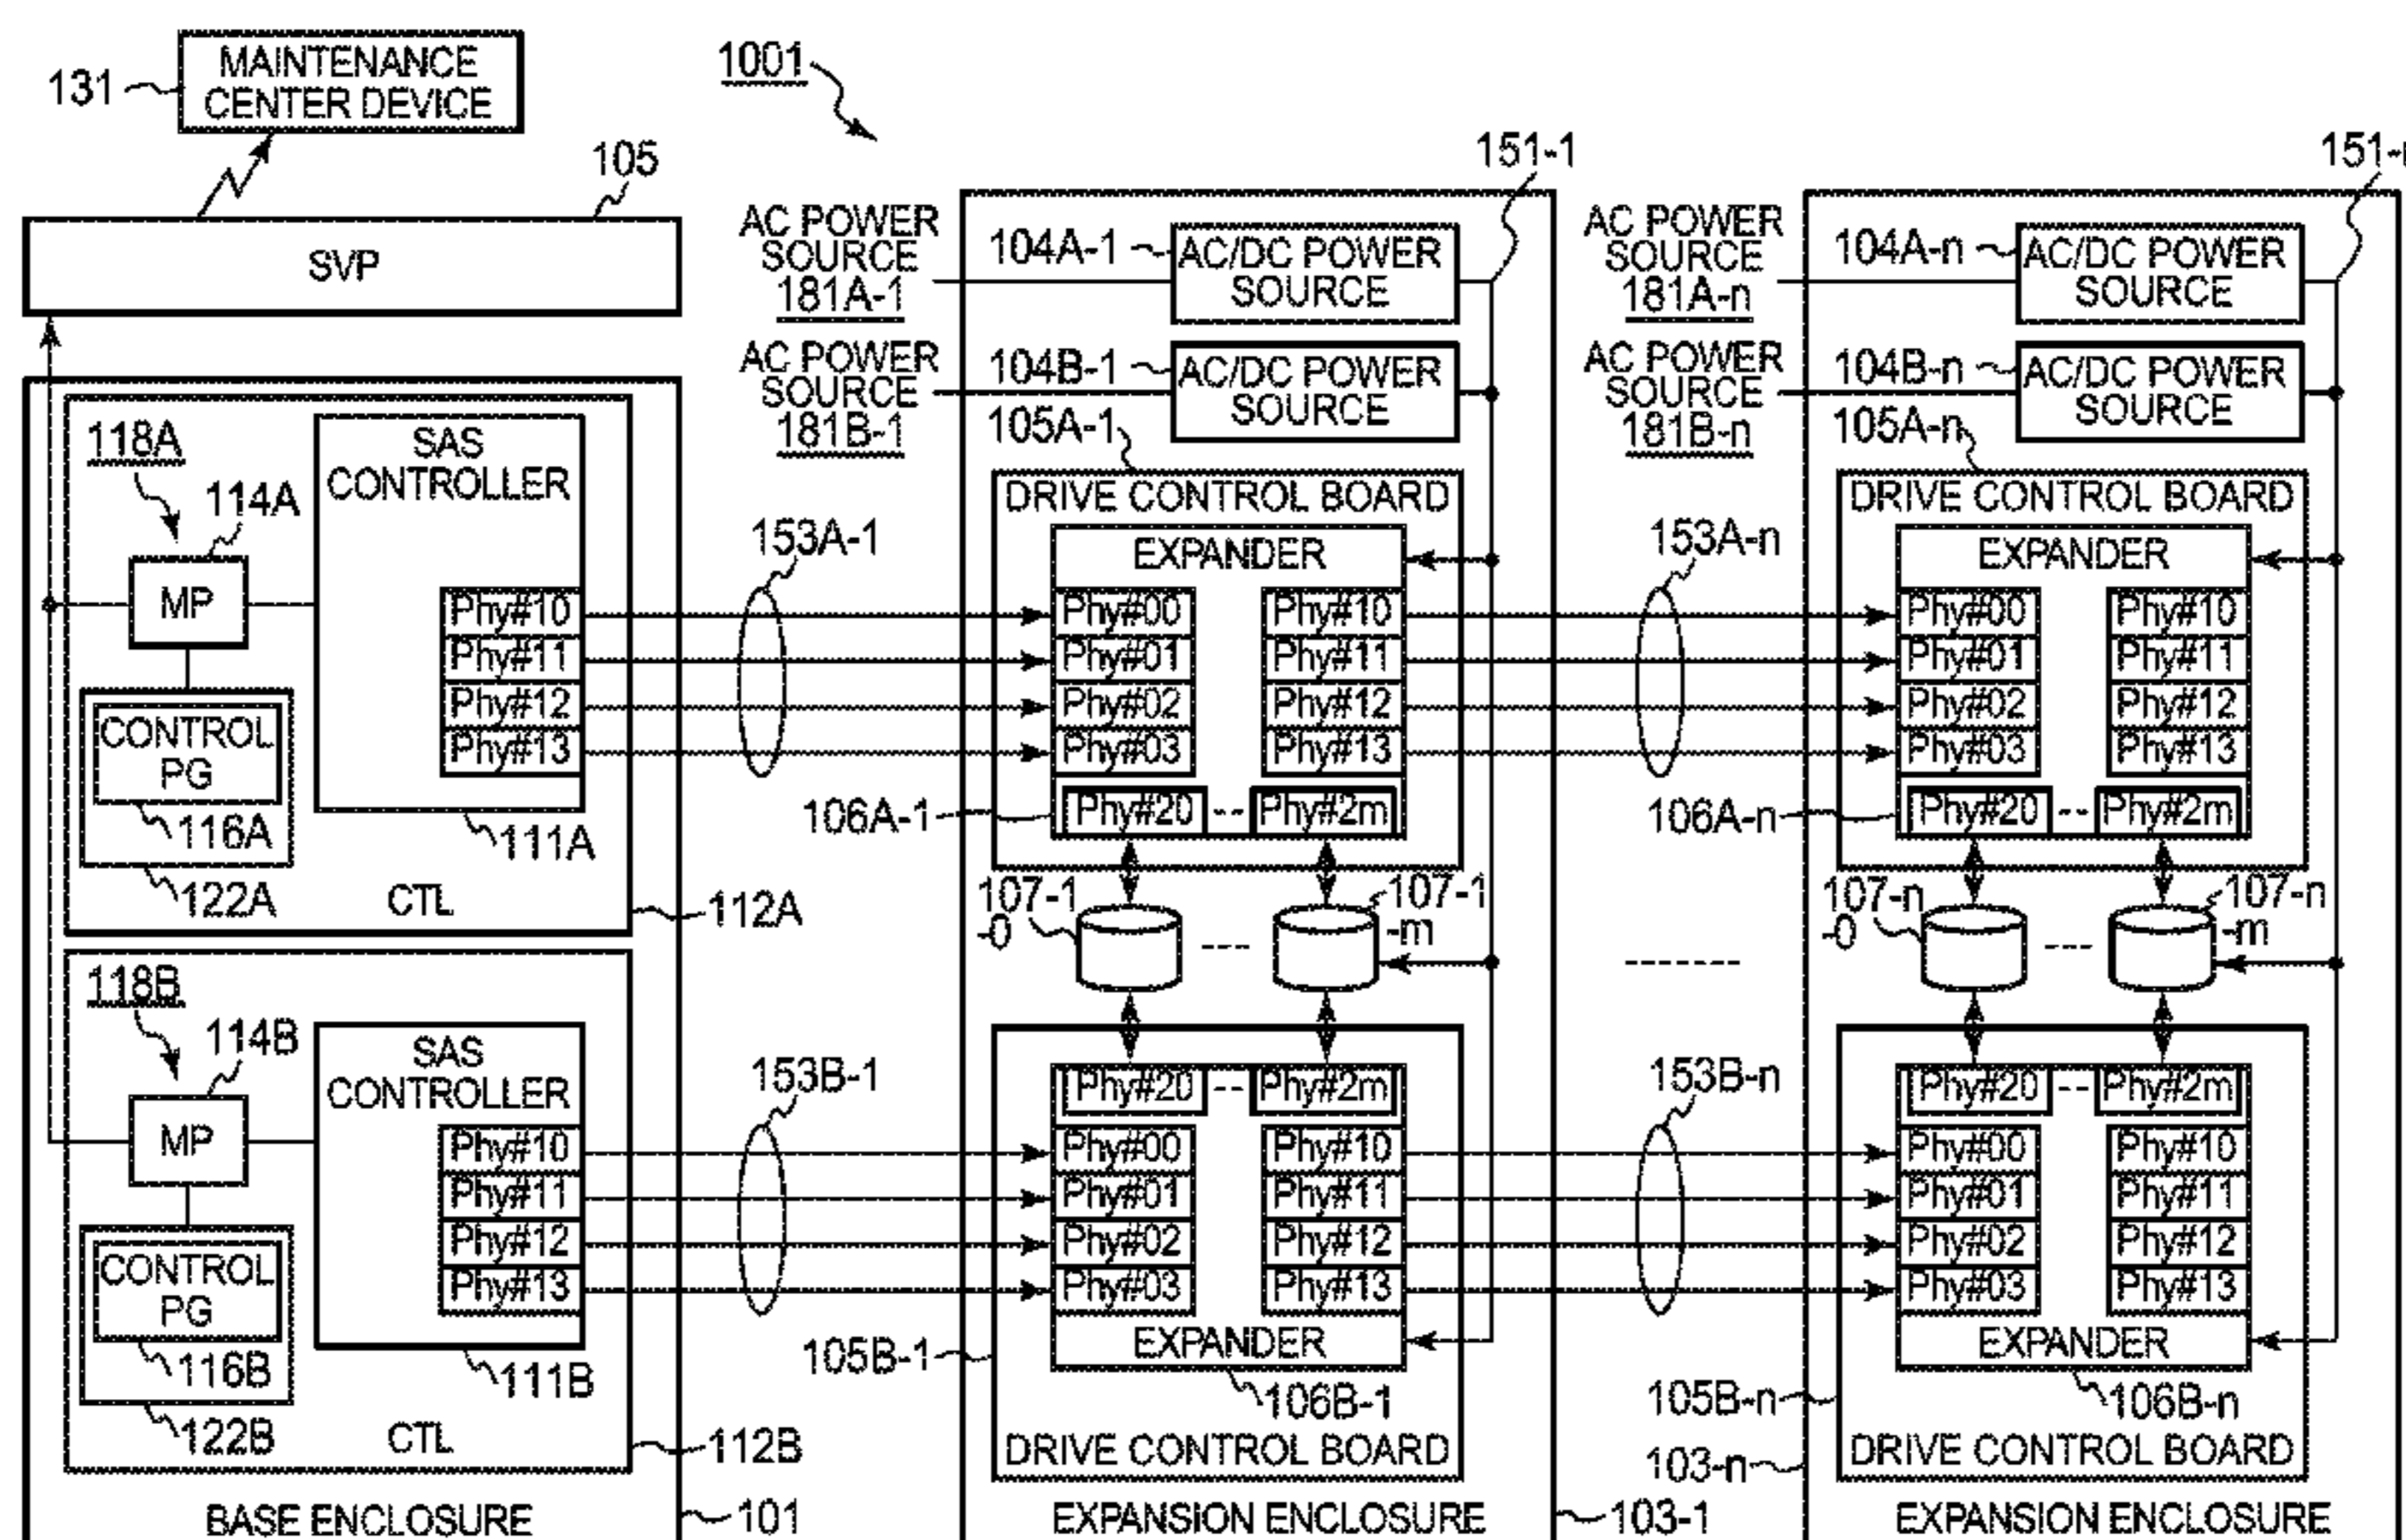 MAINTENANCE
CENTER DEVICE
131
1001
105
SVP
118A
114A
MP
SAS
CONTROLLER
Phy#10
Phy#11
Phy#12
Phy#13
CONTROL
PG
116A
122A
111A
CTL
112A
118B
114B
MP
SAS
CONTROLLER
Phy#10
Phy#11
Phy#12
Phy#13
CONTROL
PG
116B
122B
111B
CTL
112B
BASE ENCLOSURE
101
153A-1
153B-1
AC POWER
SOURCE
181A-1
AC POWER
SOURCE
181B-1
151-1
104A-1
AC/DC POWER
SOURCE
104B-1
AC/DC POWER
SOURCE
105A-1
DRIVE CONTROL BOARD
EXPANDER
Phy#00
Phy#01
Phy#02
Phy#03
Phy#10
Phy#11
Phy#12
Phy#13
Phy#20 -- Phy#2m
106A-1
107-1
-0
107-1
-m
Phy#20 -- Phy#2m
Phy#00
Phy#01
Phy#02
Phy#03
Phy#10
Phy#11
Phy#12
Phy#13
EXPANDER
105B-1
106B-1
DRIVE CONTROL BOARD
EXPANSION ENCLOSURE
103-1
153A-n
153B-n
AC POWER
SOURCE
181A-n
AC POWER
SOURCE
181B-n
151-n
104A-n
AC/DC POWER
SOURCE
104B-n
AC/DC POWER
SOURCE
105A-n
DRIVE CONTROL BOARD
EXPANDER
Phy#00
Phy#01
Phy#02
Phy#03
Phy#10
Phy#11
Phy#12
Phy#13
Phy#20 -- Phy#2m
106A-n
107-n
-0
107-n
-m
Phy#20 -- Phy#2m
Phy#00
Phy#01
Phy#02
Phy#03
Phy#10
Phy#11
Phy#12
Phy#13
EXPANDER
105B-n
106B-n
DRIVE CONTROL BOARD
103-n
EXPANSION ENCLOSURE